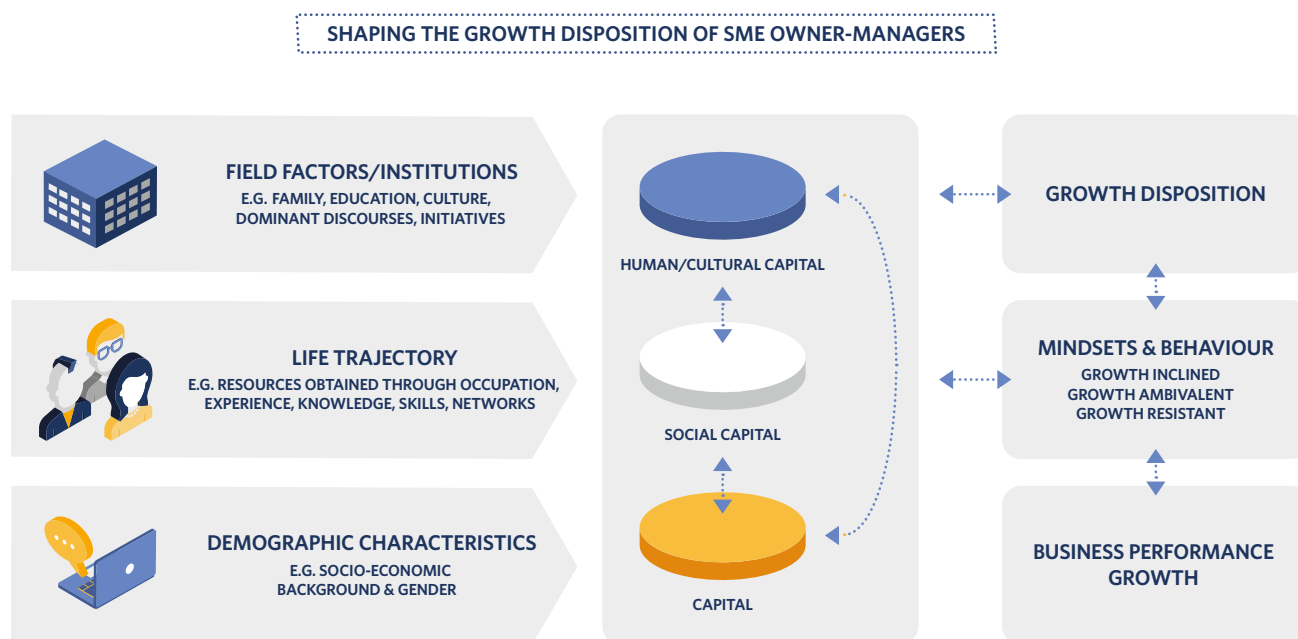 SHAPING THE GROWTH DISPOSITION OF SME OWNER-MANAGERS
FIELD FACTORS/INSTITUTIONS
E.G. FAMILY, EDUCATION, CULTURE,
DOMINANT DISCOURSES, INITIATIVES
LIFE TRAJECTORY
E.G. RESOURCES OBTAINED THROUGH OCCUPATION,
EXPERIENCE, KNOWLEDGE, SKILLS, NETWORKS
DEMOGRAPHIC CHARACTERISTICS
E.G. SOCIO-ECONOMIC
BACKGROUND & GENDER
HUMAN/CULTURAL CAPITAL
SOCIAL CAPITAL
CAPITAL
GROWTH DISPOSITION
MINDSETS & BEHAVIOUR
GROWTH INCLINED
GROWTH AMBIVALENT
GROWTH RESISTANT
BUSINESS PERFORMANCE
GROWTH